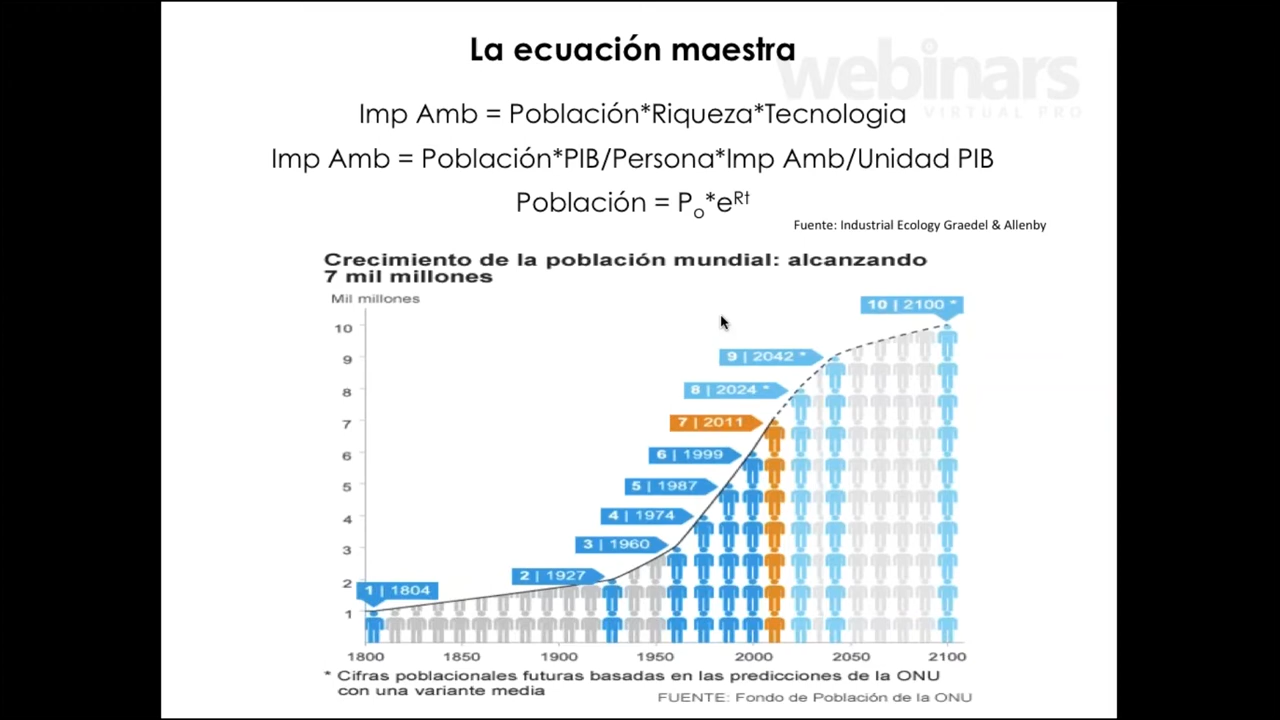 webinars
VIRTUAL PRO
La ecuación maestra
Imp Amb = Población*Riqueza*Tecnologia
Imp Amb = Población*PIB/Persona*Imp Amb/Unidad PIB
Población = Po*eRt
Fuente: Industrial Ecology Graedel & Allenby
Crecimiento de la población mundial: alcanzando
7 mil millones
Mil millones
10 | 2100 *
9 | 2042 *
8 | 2024 *
7 | 2011
6 | 1999
5 | 1987
4 | 1974
3 | 1960
2 | 1927
1 | 1804
10
9
8
7
6
5
4
3
2
1
1800 1850 1900 1950 2000 2050 2100
* Cifras poblacionales futuras basadas en las predicciones de la ONU
con una variante media
FUENTE: Fondo de Población de la ONU